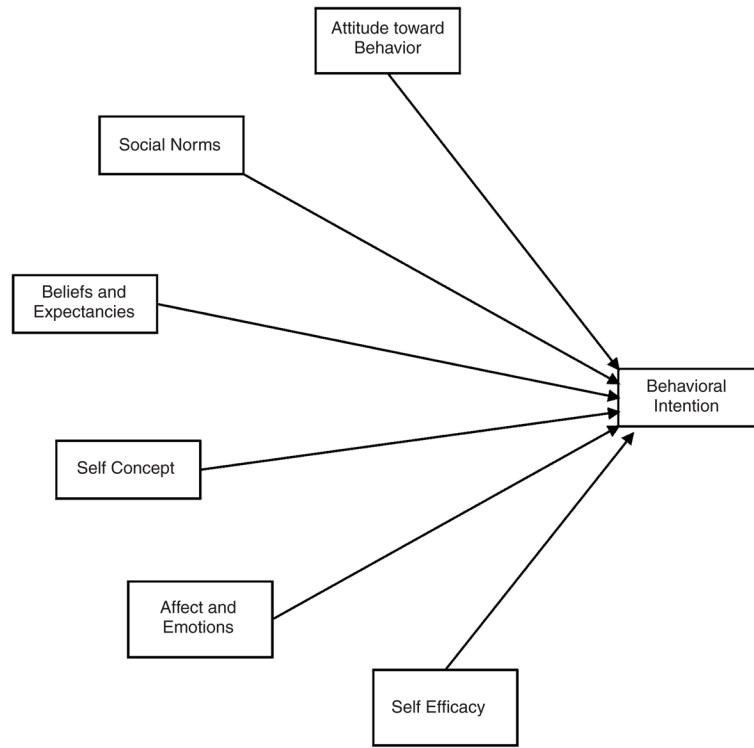 Attitude toward
Behavior
Social Norms
Beliefs and
Expectancies
Behavioral
Intention
Self Concept
Affect and
Emotions
Self Efficacy